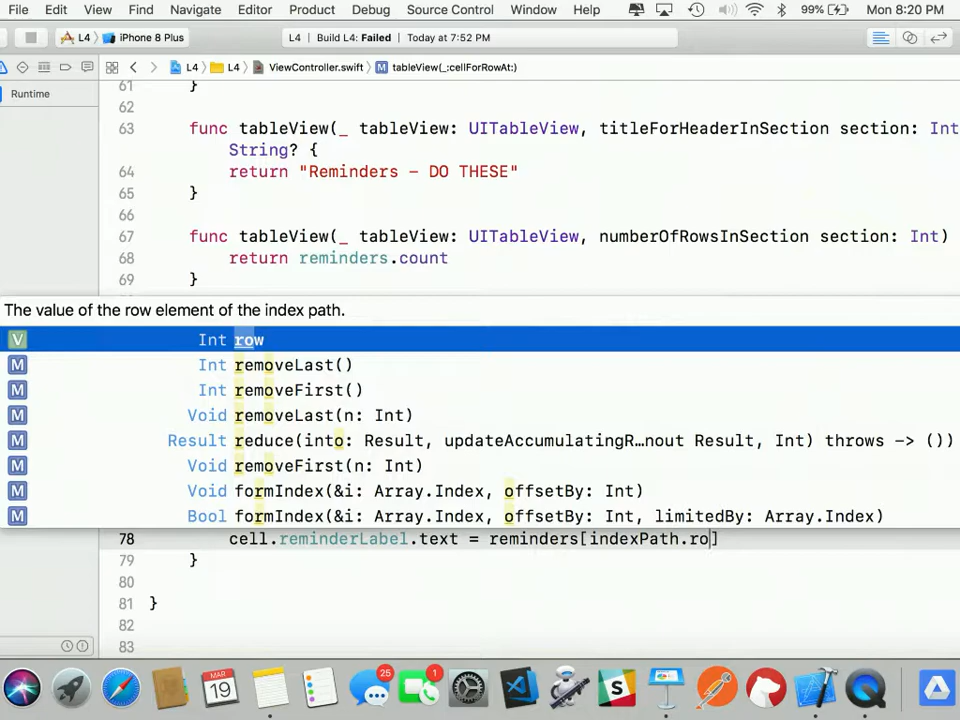 File Edit View Find Navigate Editor Product Debug Source Control Window Help 99% Mon 8:20 PM
L4 iPhone 8 Plus L4 | Build L4: Failed | Today at 7:52 PM
L4 L4 ViewController.swift M tableView(_:cellForRowAt:)
Runtime
61 }
62
63 func tableView(_ tableView: UITableView, titleForHeaderInSection section: Int
String? {
64 return "Reminders – DO THESE"
65 }
66
67 func tableView(_ tableView: UITableView, numberOfRowsInSection section: Int)
68 return reminders.count
69 }
The value of the row element of the index path.
V Int row
M Int removeLast()
M Int removeFirst()
M Void removeLast(n: Int)
M Result reduce(into: Result, updateAccumulatingR…nout Result, Int) throws -> ())
M Void removeFirst(n: Int)
M Void formIndex(&i: Array.Index, offsetBy: Int)
M Bool formIndex(&i: Array.Index, offsetBy: Int, limitedBy: Array.Index)
78 cell.reminderLabel.text = reminders[indexPath.ro]
79 }
80
81 }
82
83
MAR
19
25
1
S